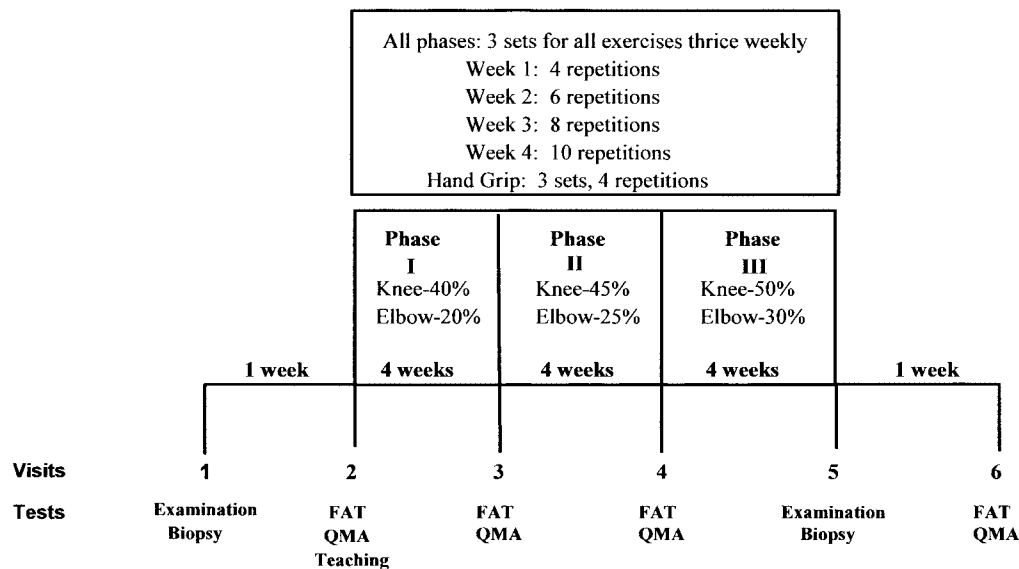 All phases: 3 sets for all exercises thrice weekly
Week 1: 4 repetitions
Week 2: 6 repetitions
Week 3: 8 repetitions
Week 4: 10 repetitions
Hand Grip: 3 sets, 4 repetitions
Phase
I
Knee-40%
Elbow-20%
Phase
II
Knee-45%
Elbow-25%
Phase
III
Knee-50%
Elbow-30%
1 week 4 weeks 4 weeks 4 weeks 1 week
Visits 1 2 3 4 5 6
Tests
Examination
Biopsy
FAT
QMA
Teaching
FAT
QMA
FAT
QMA
Examination
Biopsy
FAT
QMA